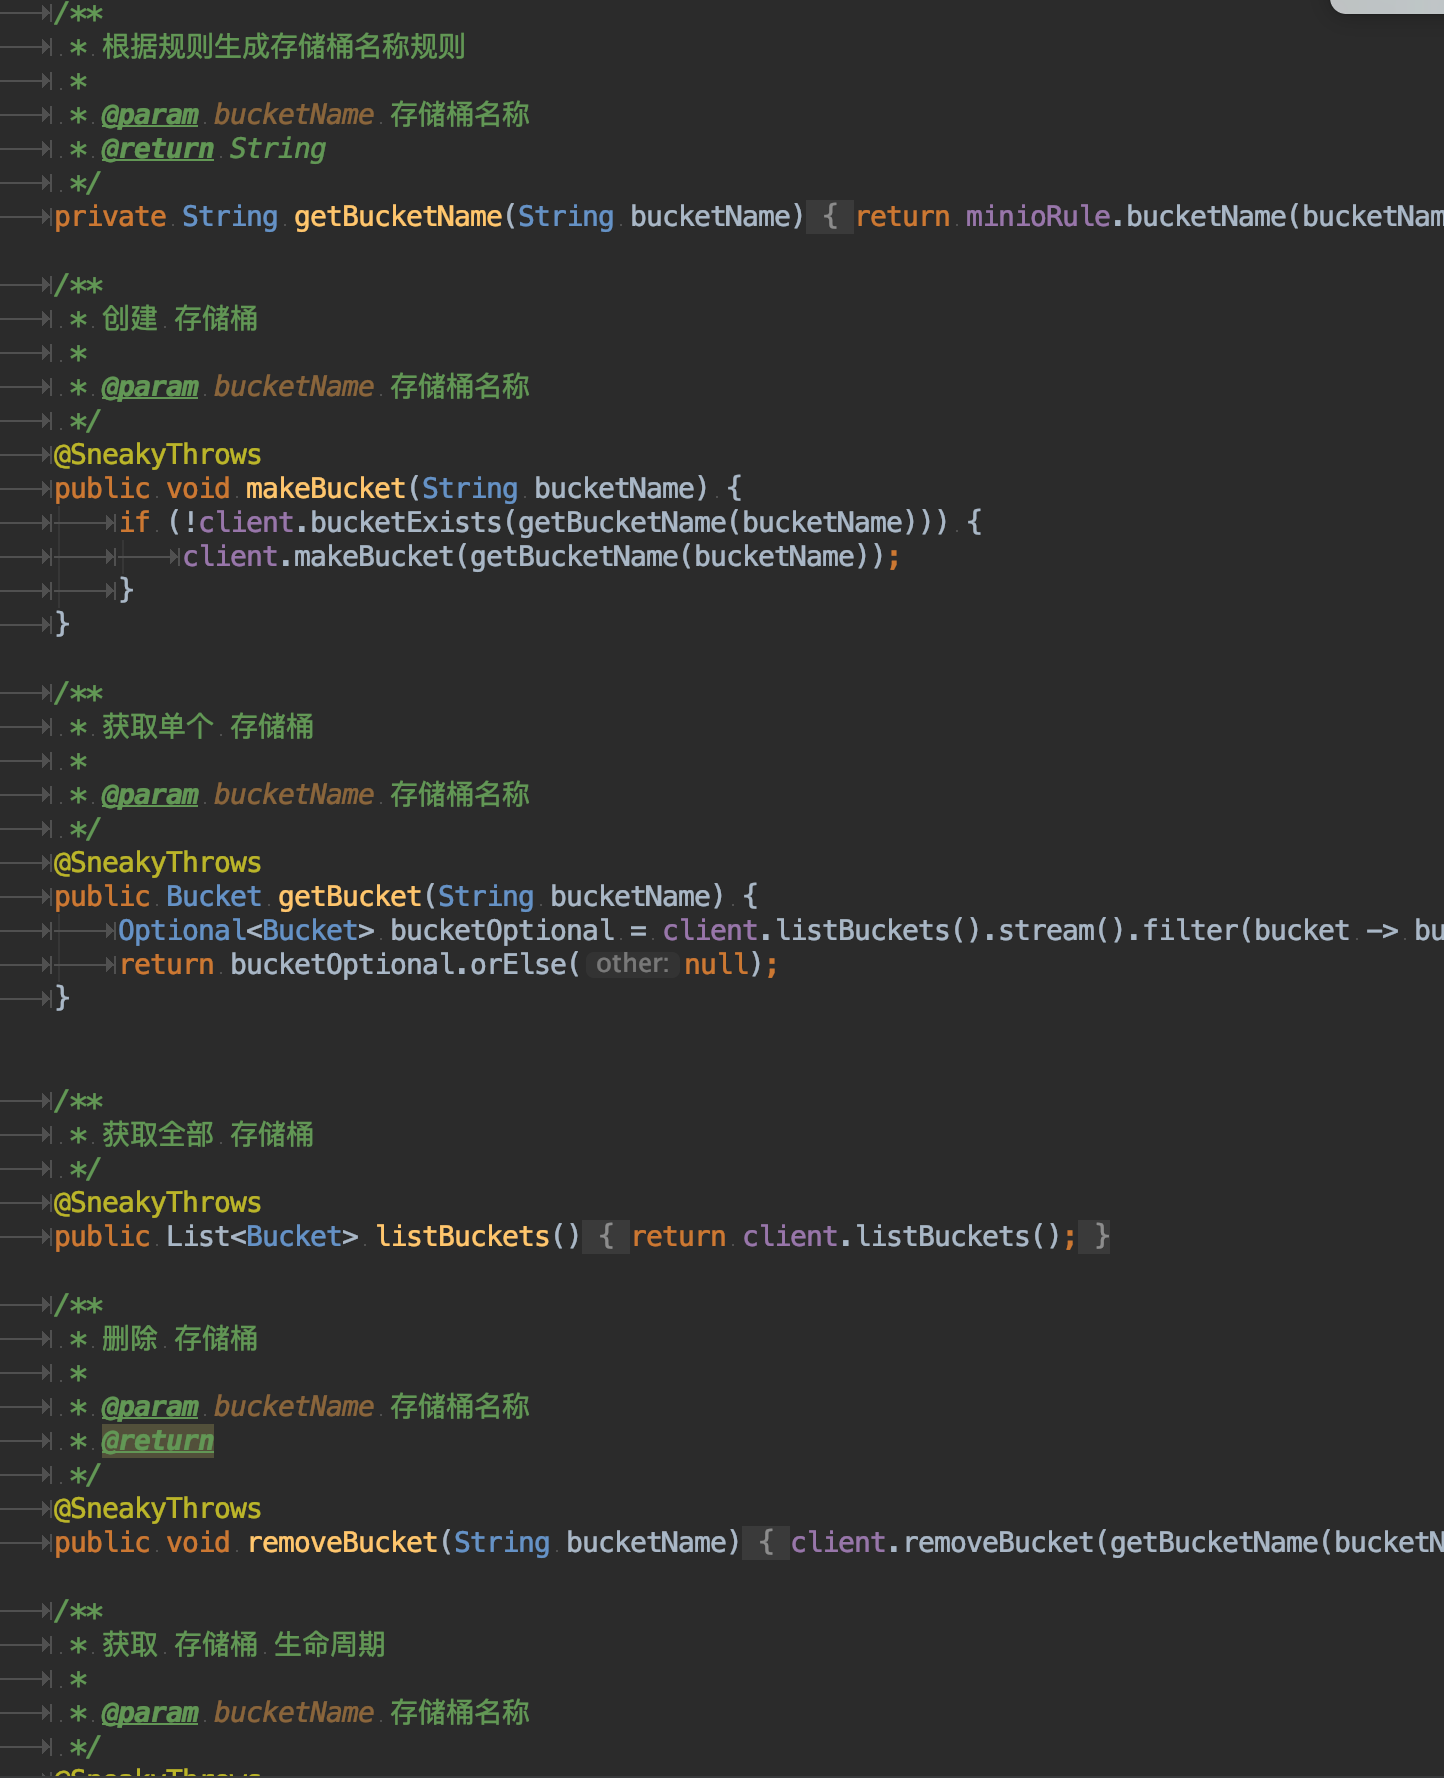 /**
 * 根据规则生成存储桶名称规则
 *
 * @param bucketName 存储桶名称
 * @return String
 */
private String getBucketName(String bucketName) { return minioRule.bucketName(bucketNam
/**
 * 创建 存储桶
 *
 * @param bucketName 存储桶名称
 */
@SneakyThrows
public void makeBucket(String bucketName) {
if (!client.bucketExists(getBucketName(bucketName))) {
client.makeBucket(getBucketName(bucketName));
}
}
/**
 * 获取单个 存储桶
 *
 * @param bucketName 存储桶名称
 */
@SneakyThrows
public Bucket getBucket(String bucketName) {
Optional<Bucket> bucketOptional = client.listBuckets().stream().filter(bucket -> bu
return bucketOptional.orElse( other: null);
}
/**
 * 获取全部 存储桶
 */
@SneakyThrows
public List<Bucket> listBuckets() { return client.listBuckets(); }
/**
 * 删除 存储桶
 *
 * @param bucketName 存储桶名称
 * @return
 */
@SneakyThrows
public void removeBucket(String bucketName) { client.removeBucket(getBucketName(bucketN
/**
 * 获取 存储桶 生命周期
 *
 * @param bucketName 存储桶名称
 */
@SneakyThrows